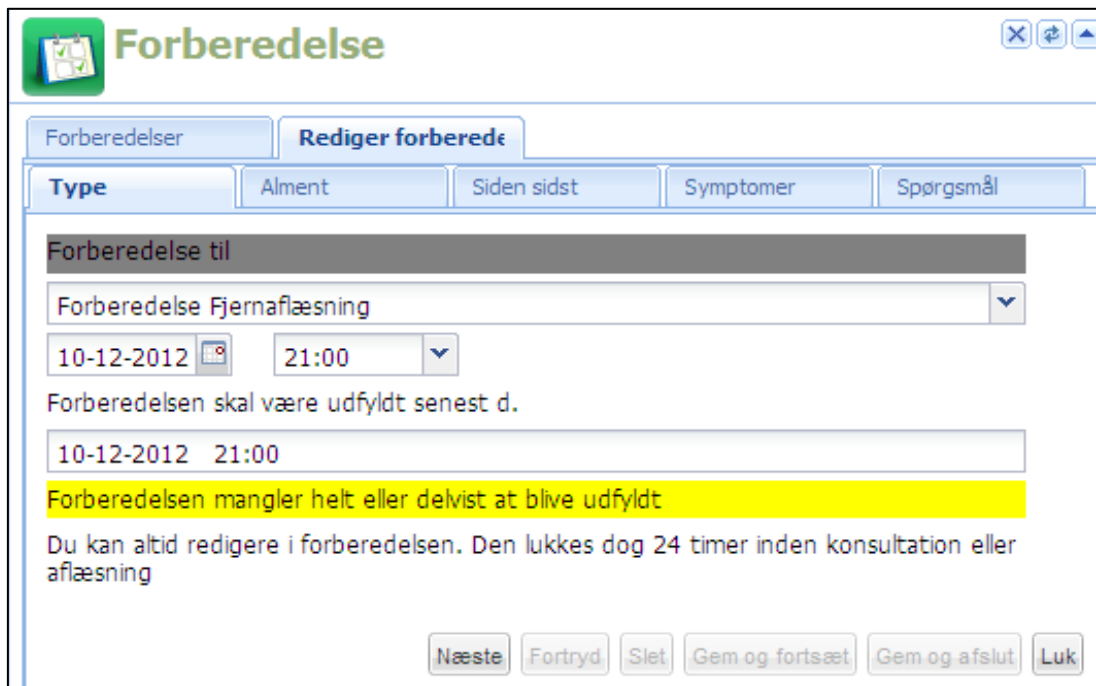 Forberedelse
Forberedelser Rediger forberede
Type Alment Siden sidst Symptomer Spørgsmål
Forberedelse til
Forberedelse Fjernaflæsning
10-12-2012 21:00
Forberedelsen skal være udfyldt senest d.
10-12-2012 21:00
Forberedelsen mangler helt eller delvist at blive udfyldt
Du kan altid redigere i forberedelsen. Den lukkes dog 24 timer inden konsultation eller
aflæsning
Næste Fortryd Slet Gem og fortsæt Gem og afslut Luk